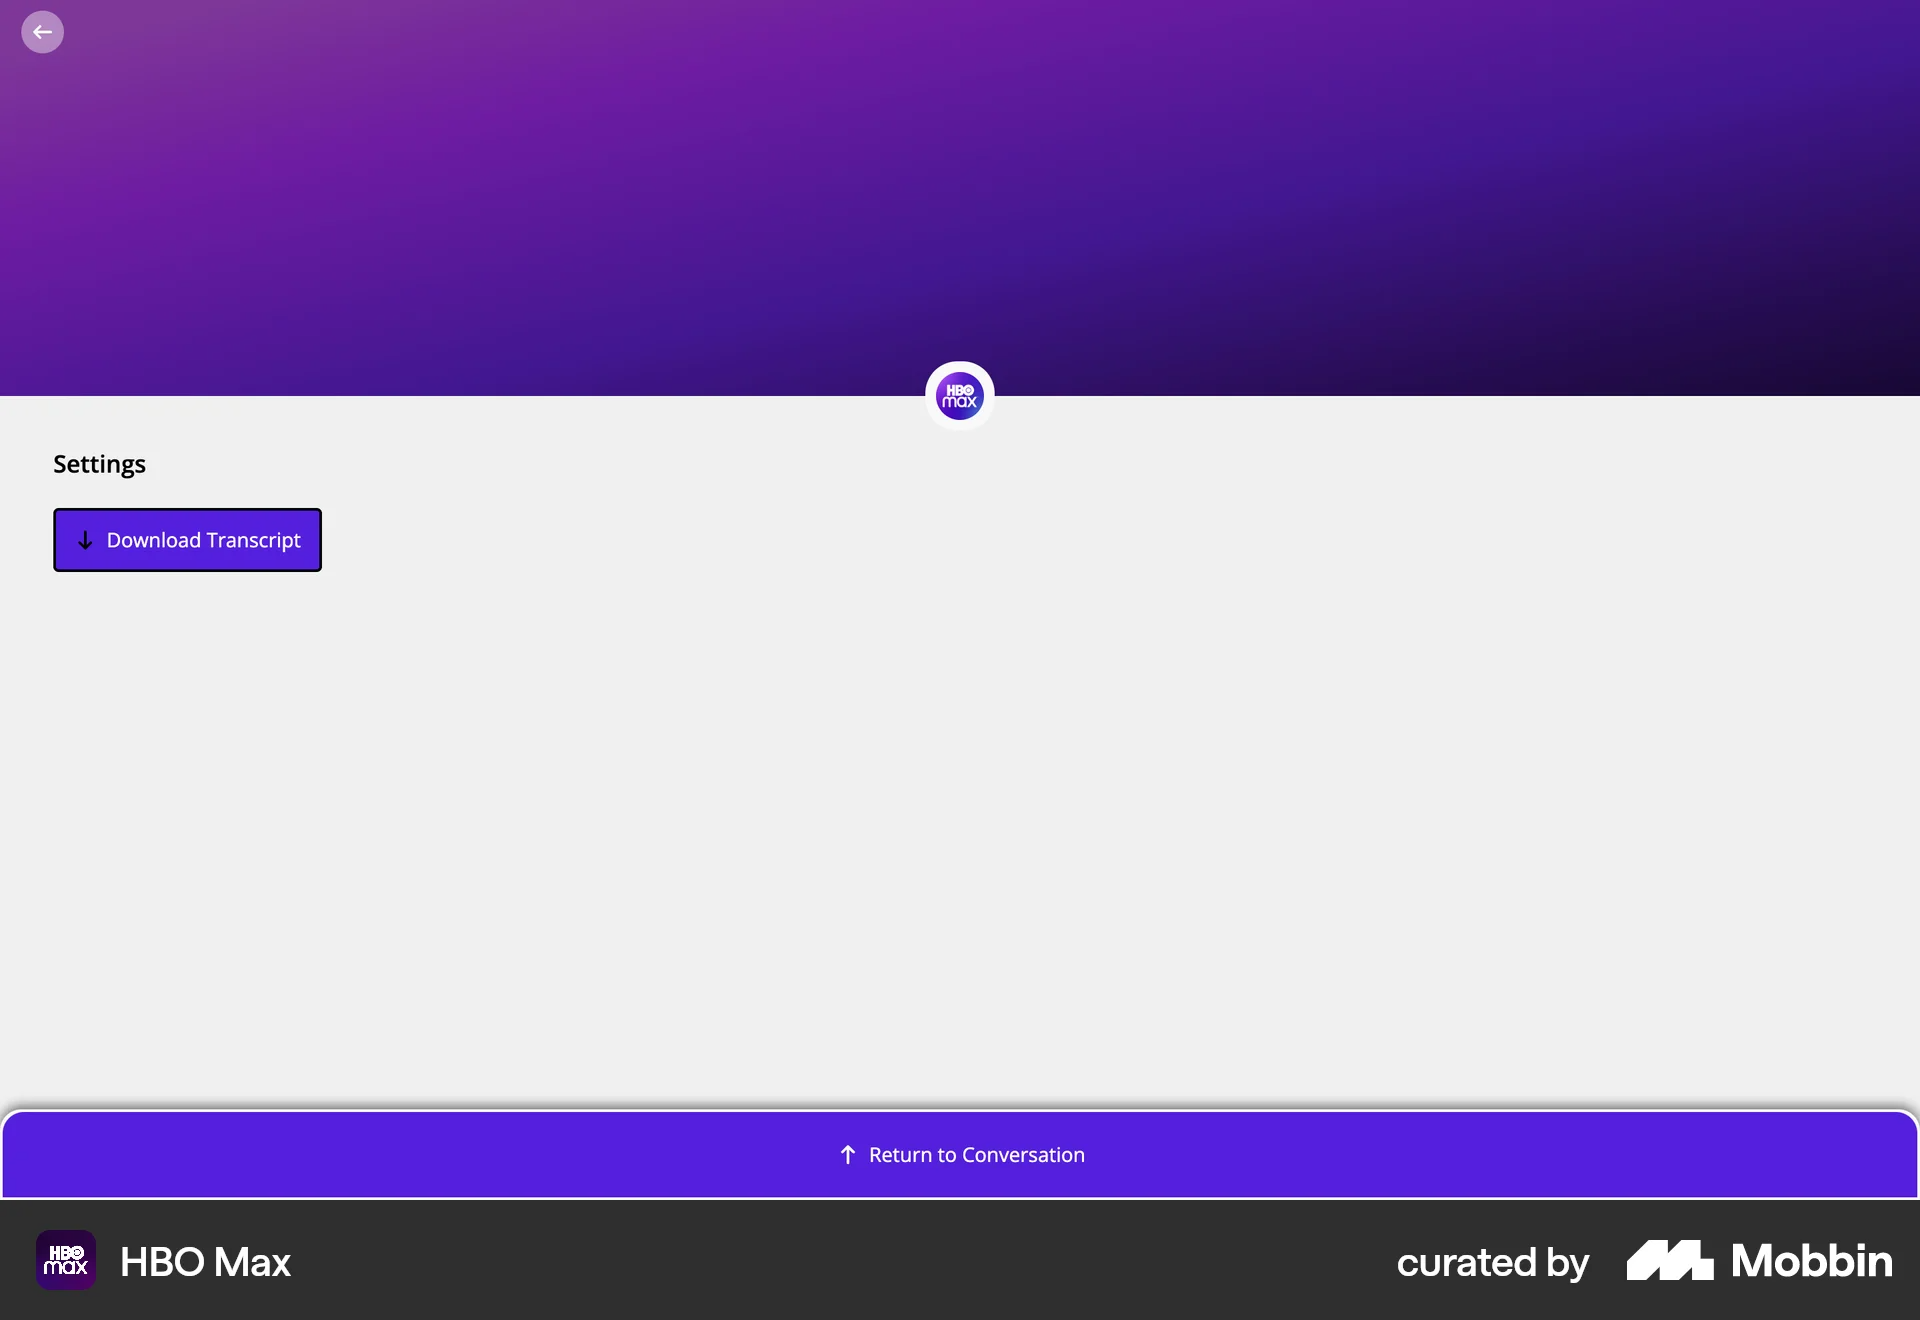 HBO
max
Settings
Download Transcript
Return to Conversation
HBO
max
HBO Max
curated by Mobbin